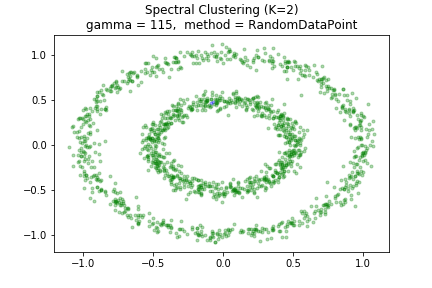 Spectral Clustering (K=2)
gamma = 115,  method = RandomDataPoint
1.0
0.5
0.0
−0.5
−1.0
−1.0 −0.5 0.0 0.5 1.0